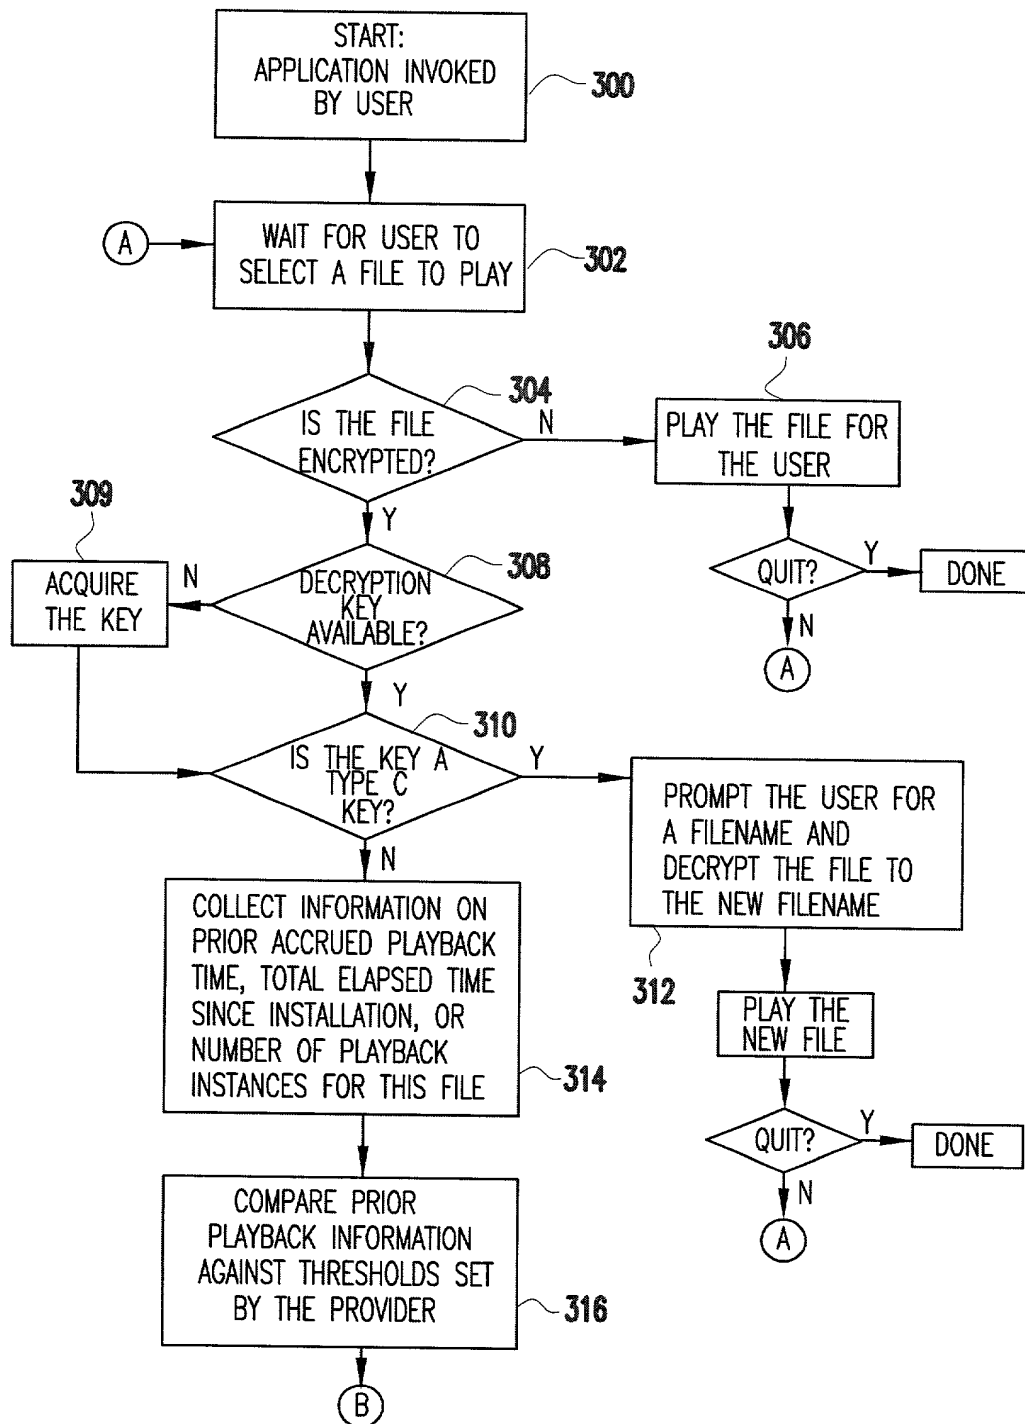 START:
APPLICATION INVOKED
BY USER
300
A
WAIT FOR USER TO
SELECT A FILE TO PLAY
302
304
IS THE FILE
ENCRYPTED?
N
306
PLAY THE FILE FOR
THE USER
Y
QUIT?
Y
DONE
N
A
309
ACQUIRE
THE KEY
N
308
DECRYPTION
KEY
AVAILABLE?
Y
310
IS THE KEY A
TYPE C
KEY?
Y
N
PROMPT THE USER FOR
A FILENAME AND
DECRYPT THE FILE TO
THE NEW FILENAME
312
PLAY THE
NEW FILE
QUIT?
Y
DONE
N
A
COLLECT INFORMATION ON
PRIOR ACCRUED PLAYBACK
TIME, TOTAL ELAPSED TIME
SINCE INSTALLATION, OR
NUMBER OF PLAYBACK
INSTANCES FOR THIS FILE
314
COMPARE PRIOR
PLAYBACK INFORMATION
AGAINST THRESHOLDS SET
BY THE PROVIDER
316
B